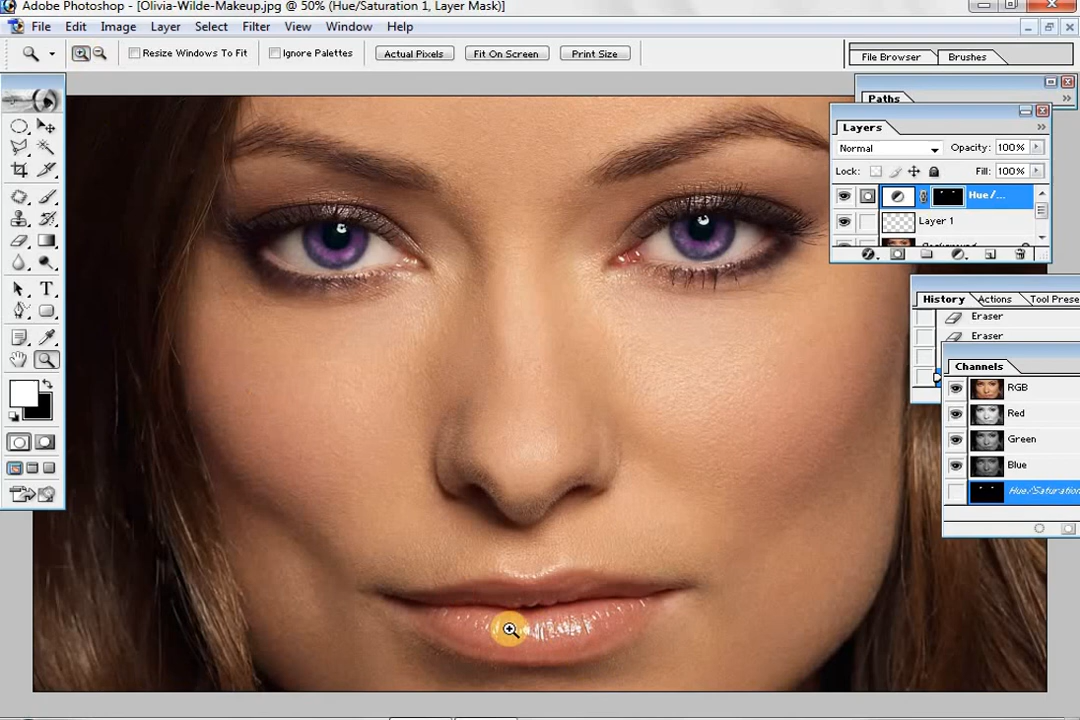 Adobe Photoshop - [Olivia-Wilde-Makeup.jpg @ 50% (Hue/Saturation 1, Layer Mask)]
File Edit Image Layer Select Filter View Window Help
Resize Windows To Fit Ignore Palettes Actual Pixels Fit On Screen Print Size File Browser Brushes
Paths
Layers
Normal Opacity: 100%
Lock: Fill: 100%
Hue/...
Layer 1
Background
History Actions Tool Prese
Eraser
Eraser
Channels
RGB
Red
Green
Blue
Hue/Saturation
T